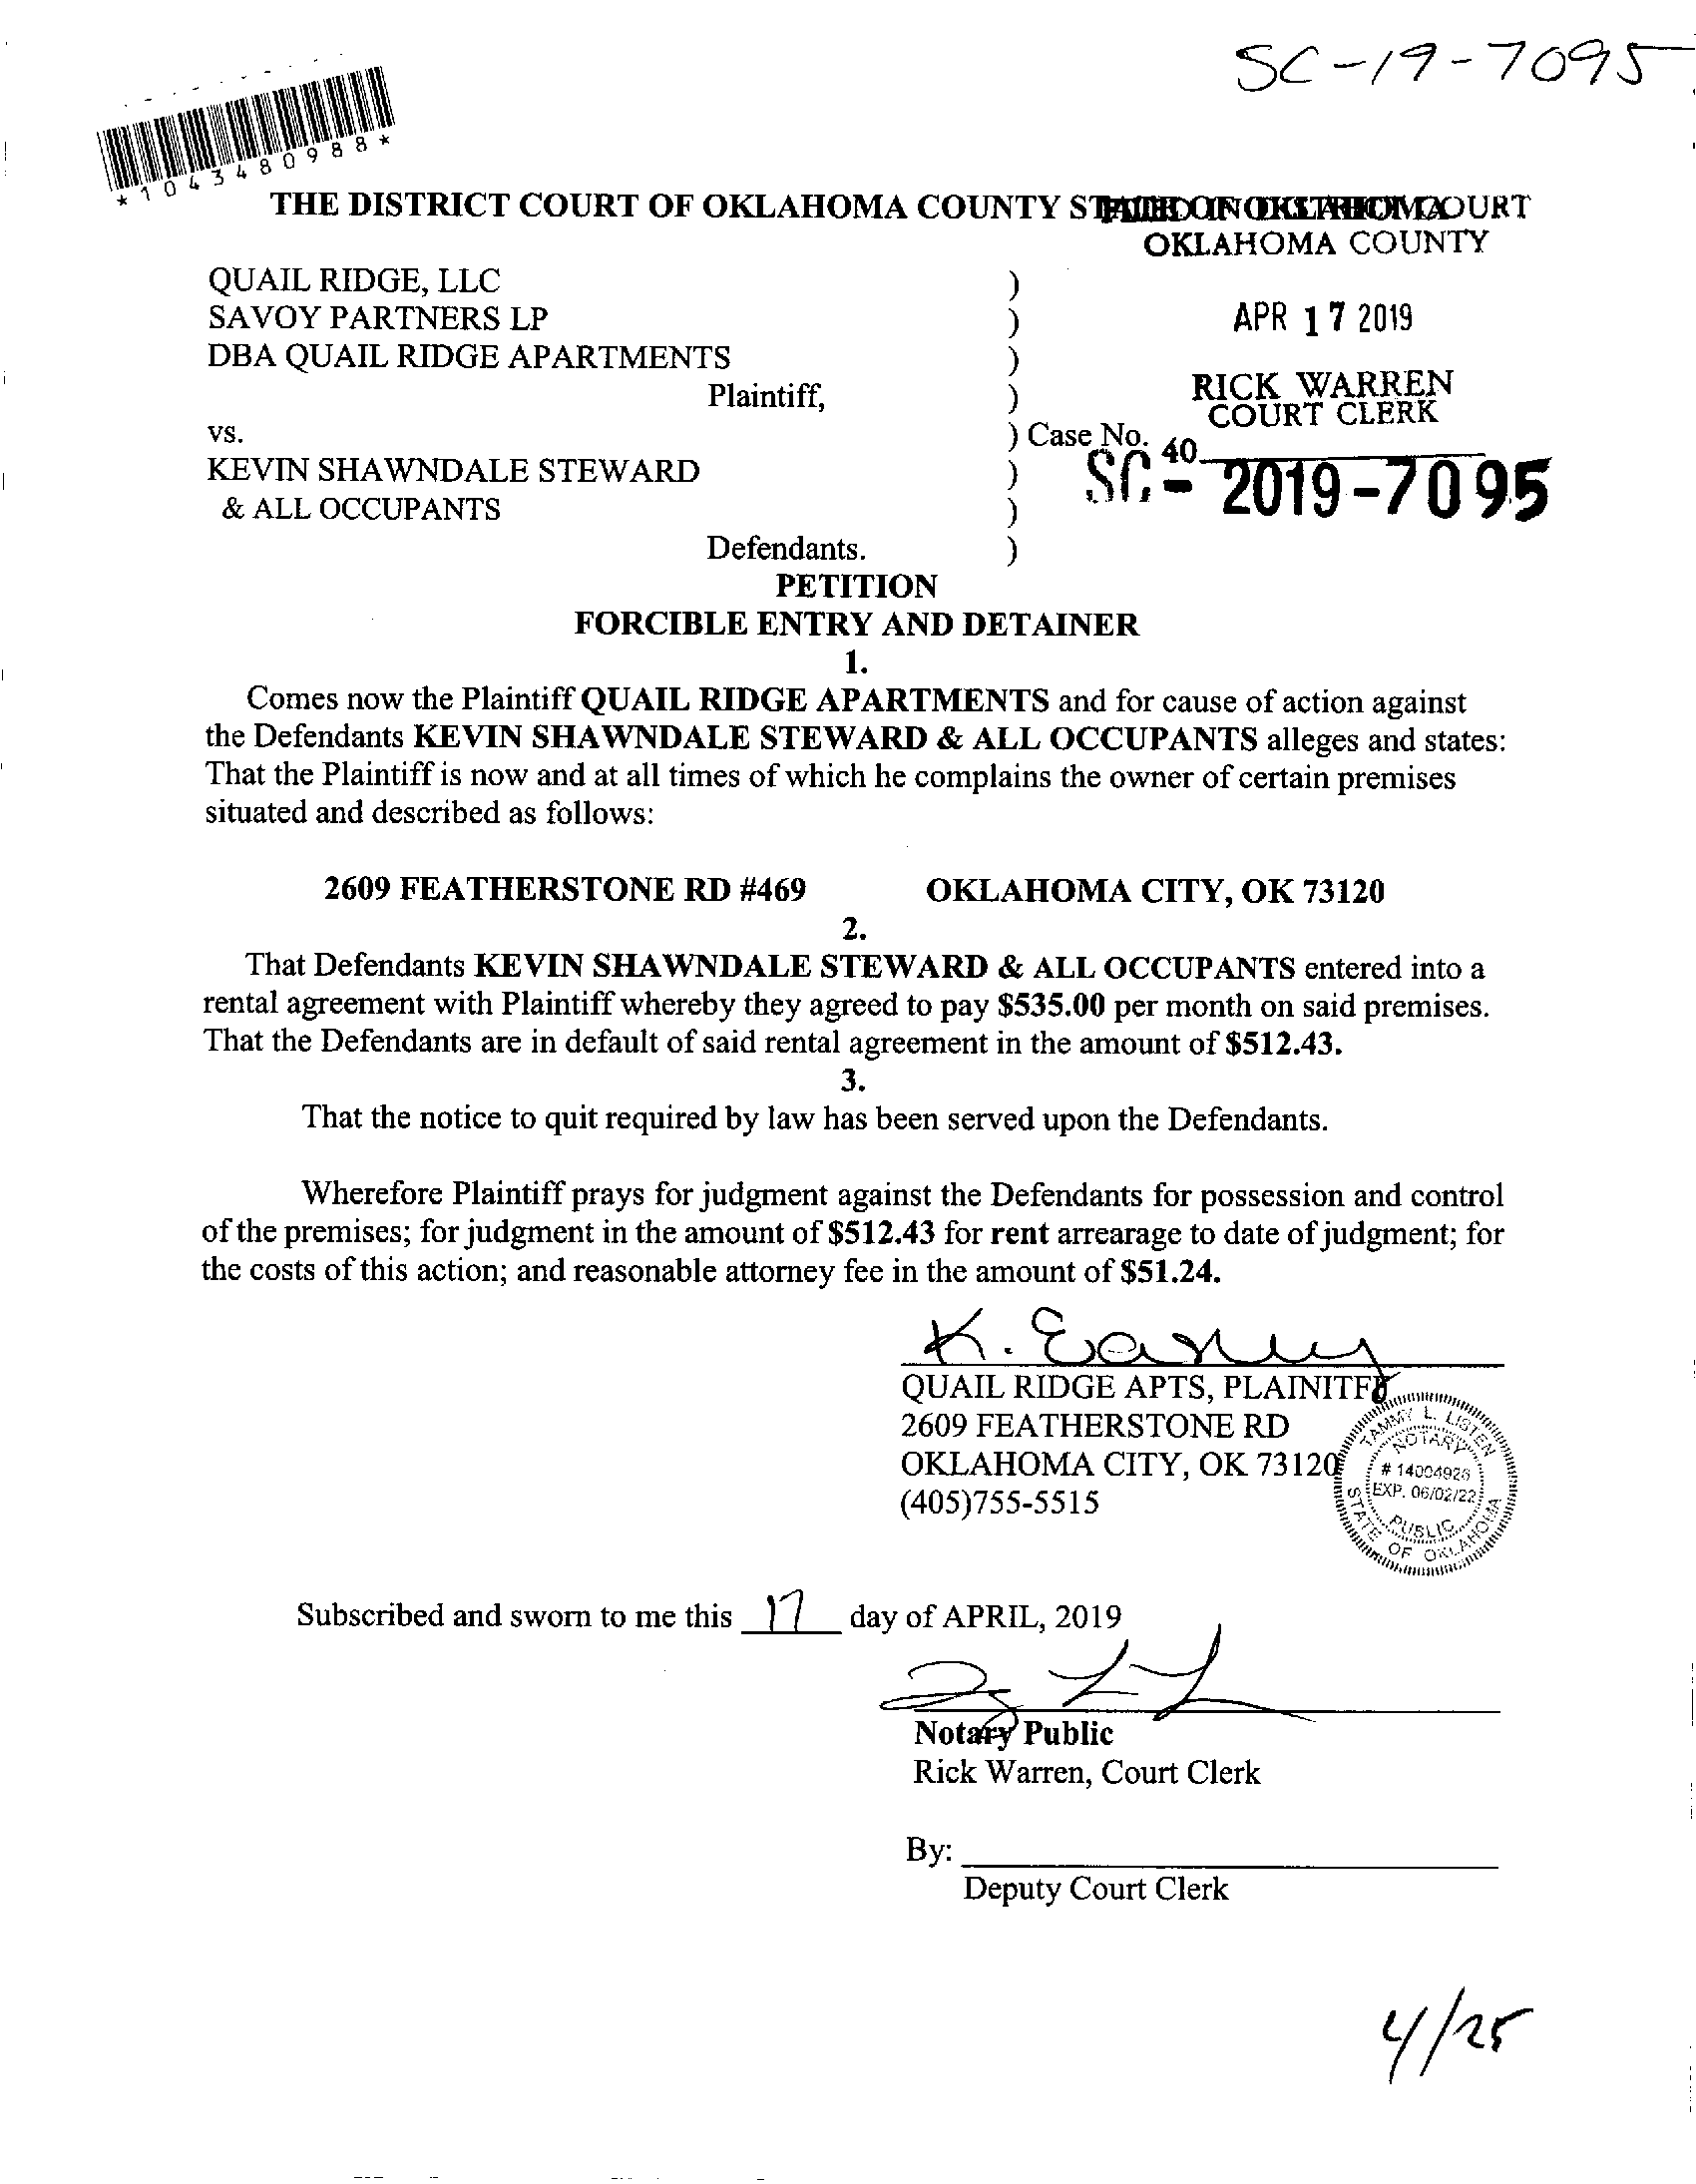 SC-19-7095
*1043480988*
THE DISTRICT COURT OF OKLAHOMA COUNTY STATE OF OKLAHOMA
FILED IN DISTRICT COURT
OKLAHOMA COUNTY
QUAIL RIDGE, LLC )
SAVOY PARTNERS LP ) APR 17 2019
DBA QUAIL RIDGE APARTMENTS )
Plaintiff, ) RICK WARREN
COURT CLERK
vs. ) Case No. 40
KEVIN SHAWNDALE STEWARD ) SC-2019-7095
& ALL OCCUPANTS )
Defendants. )
PETITION
FORCIBLE ENTRY AND DETAINER
1.
Comes now the Plaintiff QUAIL RIDGE APARTMENTS and for cause of action against
the Defendants KEVIN SHAWNDALE STEWARD & ALL OCCUPANTS alleges and states:
That the Plaintiff is now and at all times of which he complains the owner of certain premises
situated and described as follows:
2609 FEATHERSTONE RD #469 OKLAHOMA CITY, OK 73120
2.
That Defendants KEVIN SHAWNDALE STEWARD & ALL OCCUPANTS entered into a
rental agreement with Plaintiff whereby they agreed to pay $535.00 per month on said premises.
That the Defendants are in default of said rental agreement in the amount of $512.43.
3.
That the notice to quit required by law has been served upon the Defendants.
Wherefore Plaintiff prays for judgment against the Defendants for possession and control
of the premises; for judgment in the amount of $512.43 for rent arrearage to date of judgment; for
the costs of this action; and reasonable attorney fee in the amount of $51.24.
K.
QUAIL RIDGE APTS, PLAINITFF
2609 FEATHERSTONE RD
OKLAHOMA CITY, OK 73120
(405)755-5515
TAMMY L. LISTEN
NOTARY
# 14004926
EXP. 06/02/22
PUBLIC
STATE OF OKLAHOMA
Subscribed and sworn to me this 17 day of APRIL, 2019
Notary Public
Rick Warren, Court Clerk
By:
Deputy Court Clerk
4/25